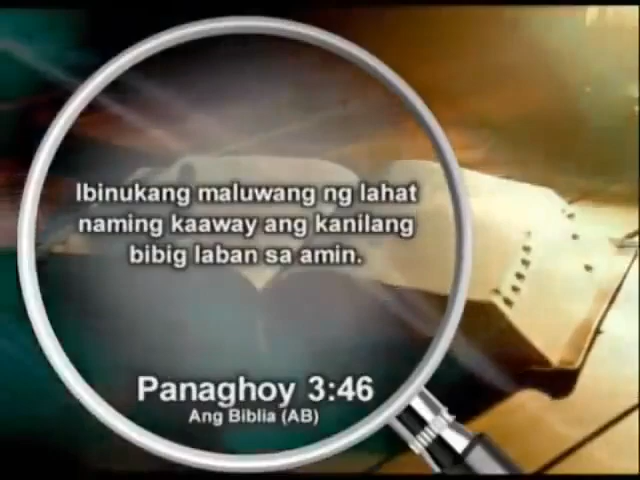 Ibinukang maluwang ng lahat
naming kaaway ang kanilang
bibig laban sa amin.
Panaghoy 3:46
Ang Biblia (AB)